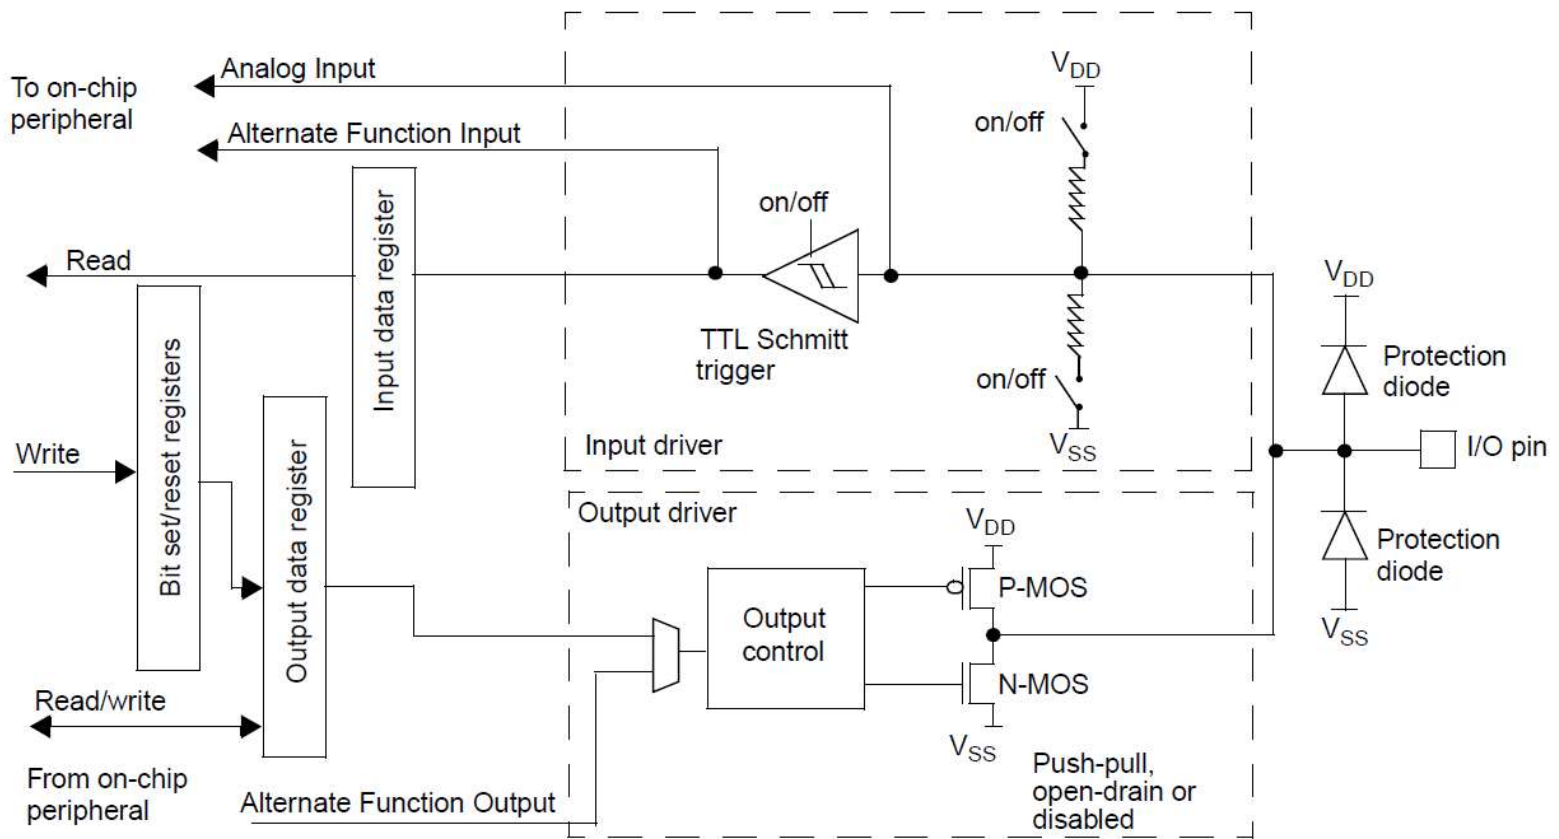 To on-chip
peripheral
Analog Input
Alternate Function Input
Read
Input data register
on/off
TTL Schmitt
trigger
VDD
on/off
on/off
VSS
Input driver
VDD
Protection
diode
I/O pin
Protection
diode
VSS
Write
Bit set/reset registers
Output data register
Read/write
From on-chip
peripheral
Alternate Function Output
Output driver
Output
control
VDD
P-MOS
N-MOS
VSS
Push-pull,
open-drain or
disabled